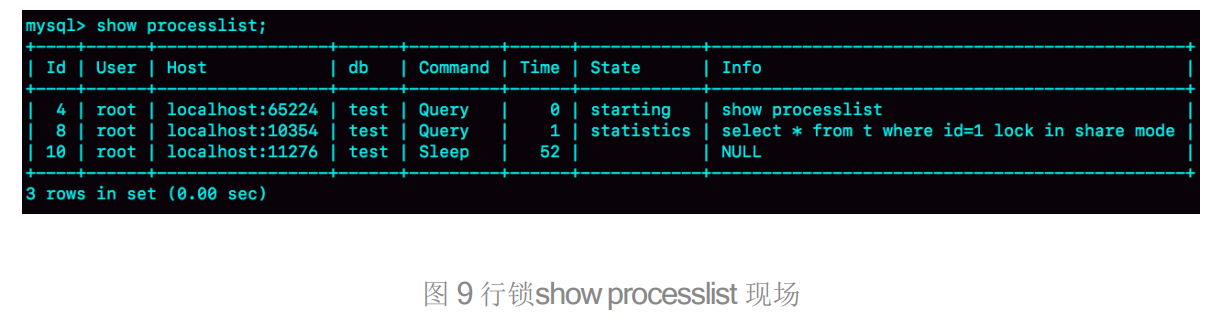 mysql> show processlist;
+----+------+-----------------+------+---------+------+------------+----------------------------------------------+
| Id | User | Host            | db   | Command | Time | State      | Info                                         |
+----+------+-----------------+------+---------+------+------------+----------------------------------------------+
|  4 | root | localhost:65224 | test | Query   |    0 | starting   | show processlist                             |
|  8 | root | localhost:10354 | test | Query   |    1 | statistics | select * from t where id=1 lock in share mode |
| 10 | root | localhost:11276 | test | Sleep   |   52 |            | NULL                                         |
+----+------+-----------------+------+---------+------+------------+----------------------------------------------+
3 rows in set (0.00 sec)
图 9 行锁show processlist 现场